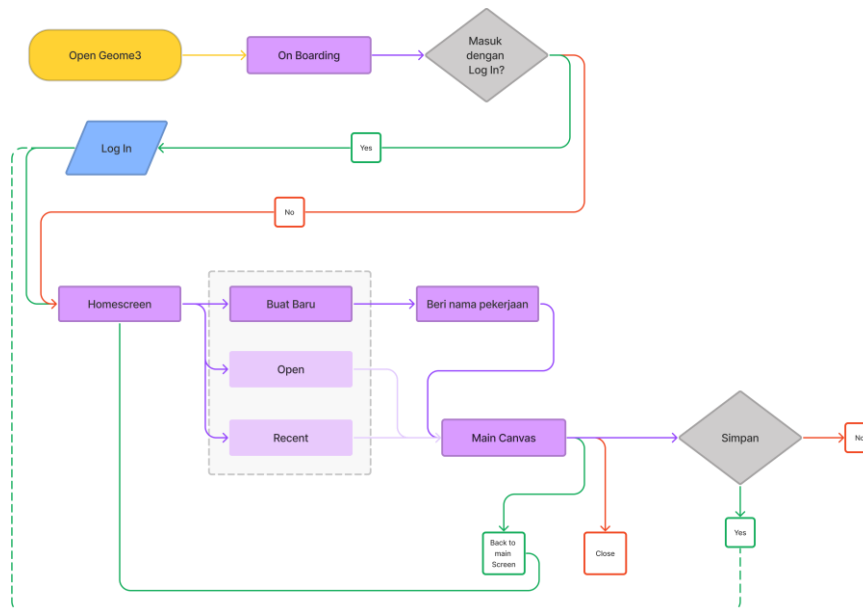 Open Geome3
On Boarding
Masuk
dengan
Log In?
Log In
Yes
No
Homescreen
Buat Baru
Beri nama pekerjaan
Open
Recent
Main Canvas
Simpan
No
Back to
main
Screen
Close
Yes